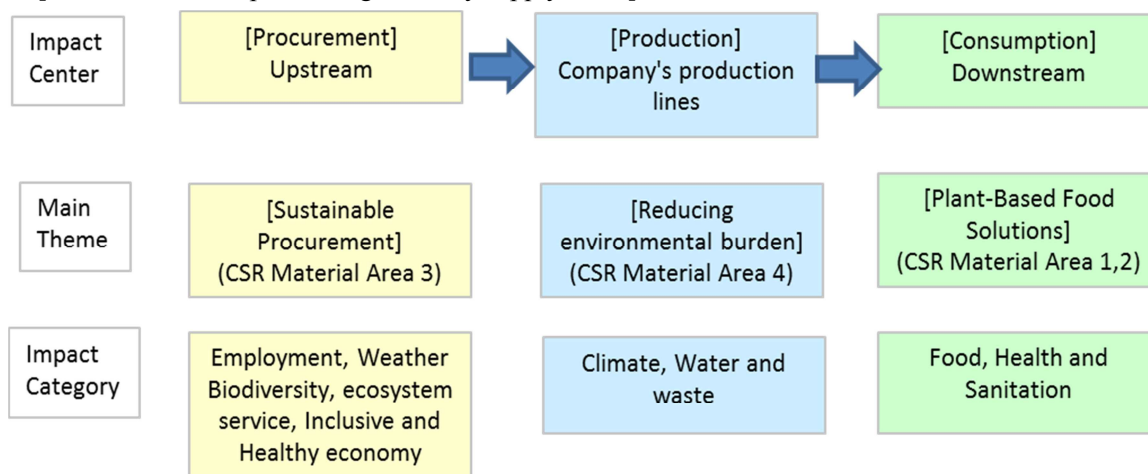 Impact
Center
[Procurement]
Upstream
[Production]
Company's production
lines
[Consumption]
Downstream
Main
Theme
[Sustainable
Procurement]
(CSR Material Area 3)
[Reducing
environmental burden]
(CSR Material Area 4)
[Plant-Based Food
Solutions]
(CSR Material Area 1,2)
Impact
Category
Employment, Weather
Biodiversity, ecosystem
service, Inclusive and
Healthy economy
Climate, Water and
waste
Food, Health and
Sanitation